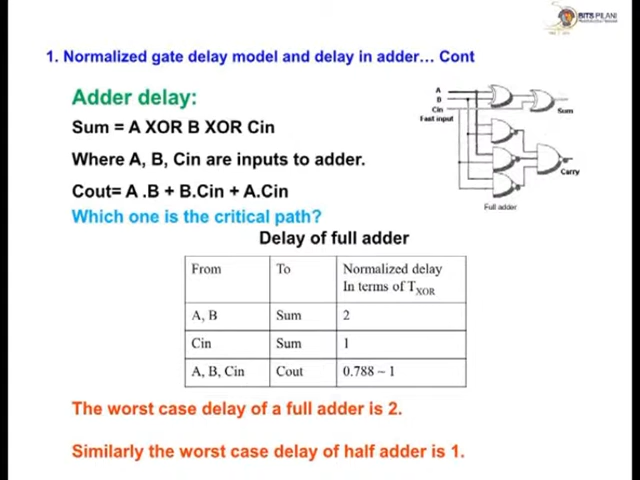 BITS PILANI
1. Normalized gate delay model and delay in adder... Cont
Adder delay:
Sum = A XOR B XOR Cin
Where A, B, Cin are inputs to adder.
Cout= A .B + B.Cin + A.Cin
Which one is the critical path?
A
B
Cin
Fast input
Sum
Carry
Full adder
Delay of full adder
From To Normalized delay
In terms of TXOR
A, B Sum 2
Cin Sum 1
A, B, Cin Cout 0.788 ~ 1
The worst case delay of a full adder is 2.
Similarly the worst case delay of half adder is 1.